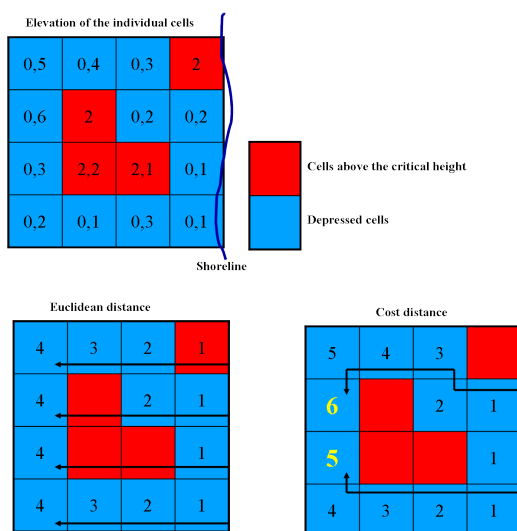 Elevation of the individual cells
0,5 0,4 0,3 2
0,6 2 0,2 0,2
0,3 2,2 2,1 0,1
0,2 0,1 0,3 0,1
Cells above the critical height
Depressed cells
Shoreline
Euclidean distance
4 3 2 1
4 2 1
4 1
4 3 2 1
Cost distance
5 4 3
6 2 1
5 1
4 3 2 1